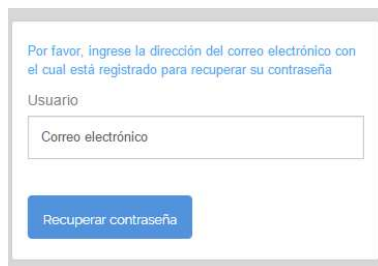 Por favor, ingrese la dirección del correo electrónico con
el cual está registrado para recuperar su contraseña
Usuario
Correo electrónico
Recuperar contraseña